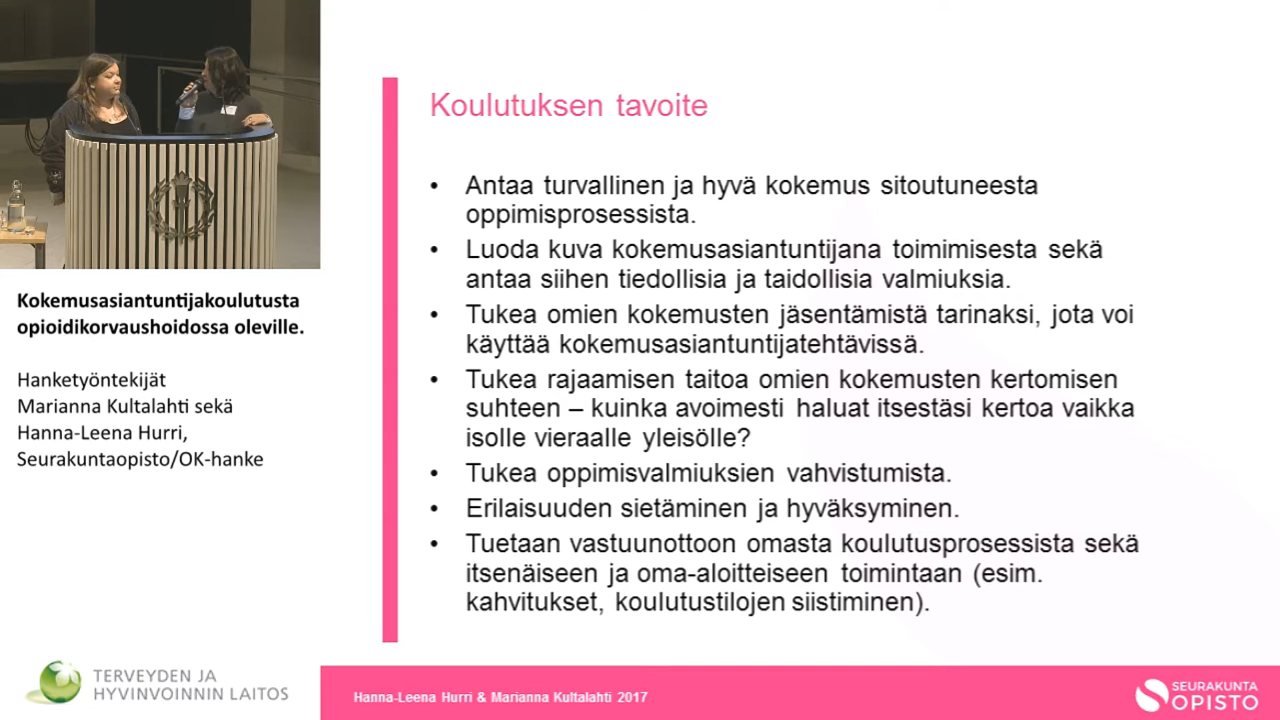 Kokemusasiantuntijakoulutusta
opioidikorvaushoidossa oleville.
Hanketyöntekijät
Marianna Kultalahti sekä
Hanna-Leena Hurri,
Seurakuntaopisto/OK-hanke
TERVEYDEN JA
HYVINVOINNIN LAITOS
Koulutuksen tavoite
• Antaa turvallinen ja hyvä kokemus sitoutuneesta
oppimisprosessista.
• Luoda kuva kokemusasiantuntijana toimimisesta sekä
antaa siihen tiedollisia ja taidollisia valmiuksia.
• Tukea omien kokemusten jäsentämistä tarinaksi, jota voi
käyttää kokemusasiantuntijatehtävissä.
• Tukea rajaamisen taitoa omien kokemusten kertomisen
suhteen – kuinka avoimesti haluat itsestäsi kertoa vaikka
isolle vieraalle yleisölle?
• Tukea oppimisvalmiuksien vahvistumista.
• Erilaisuuden sietäminen ja hyväksyminen.
• Tuetaan vastuunottoon omasta koulutusprosessista sekä
itsenäiseen ja oma-aloitteiseen toimintaan (esim.
kahvitukset, koulutustilojen siistiminen).
Hanna-Leena Hurri & Marianna Kultalahti 2017
SEURAKUNTA
OPISTO